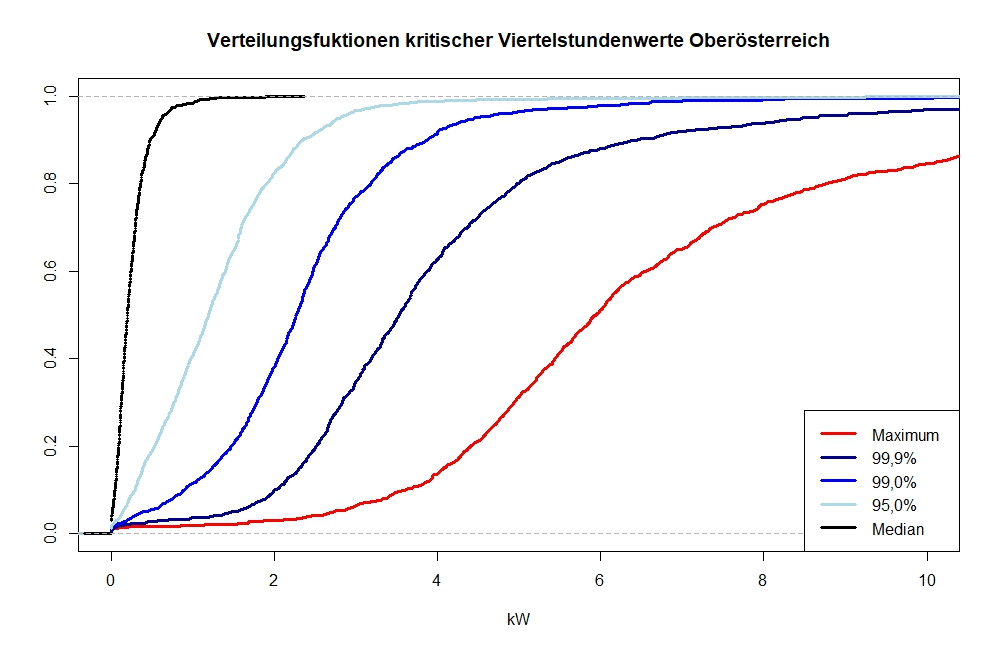 Verteilungsfuktionen kritischer Viertelstundenwerte Oberösterreich
1.0
0.8
0.6
0.4
0.2
0.0
Maximum
99,9%
99,0%
95,0%
Median
0 2 4 6 8 10
kW